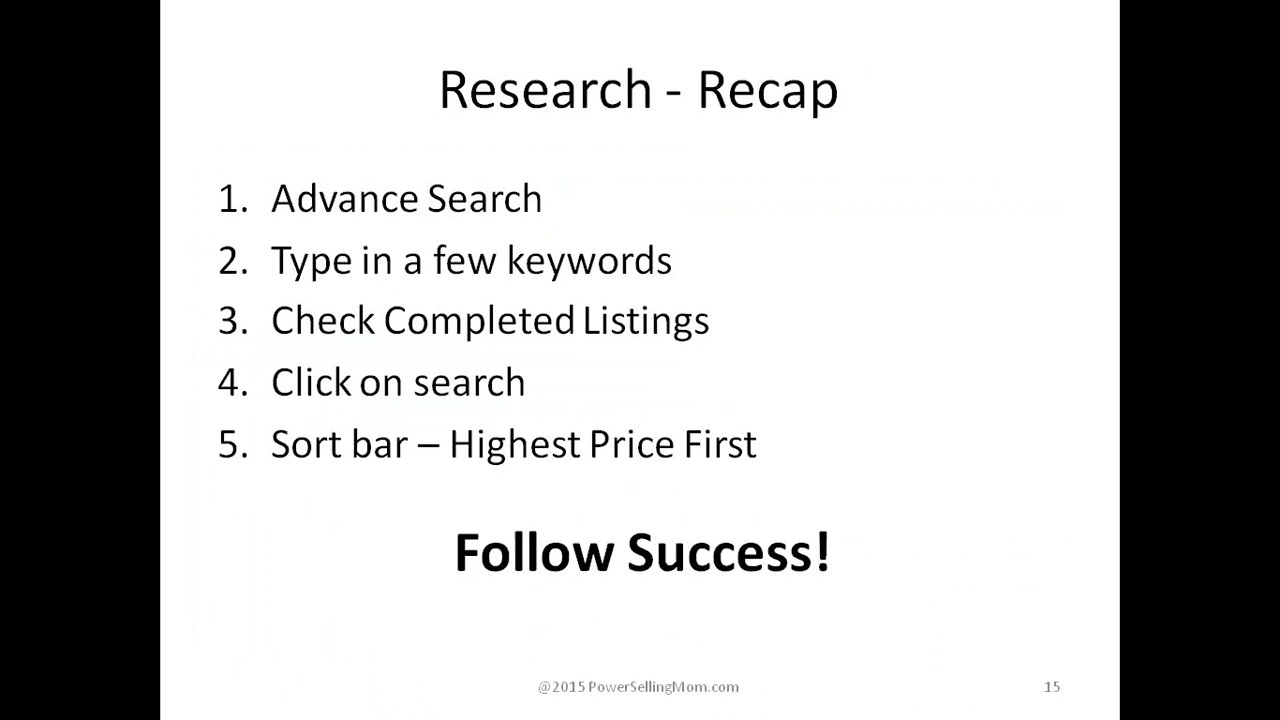 Research - Recap
1. Advance Search
2. Type in a few keywords
3. Check Completed Listings
4. Click on search
5. Sort bar – Highest Price First
Follow Success!
@2015 PowerSellingMom.com
15